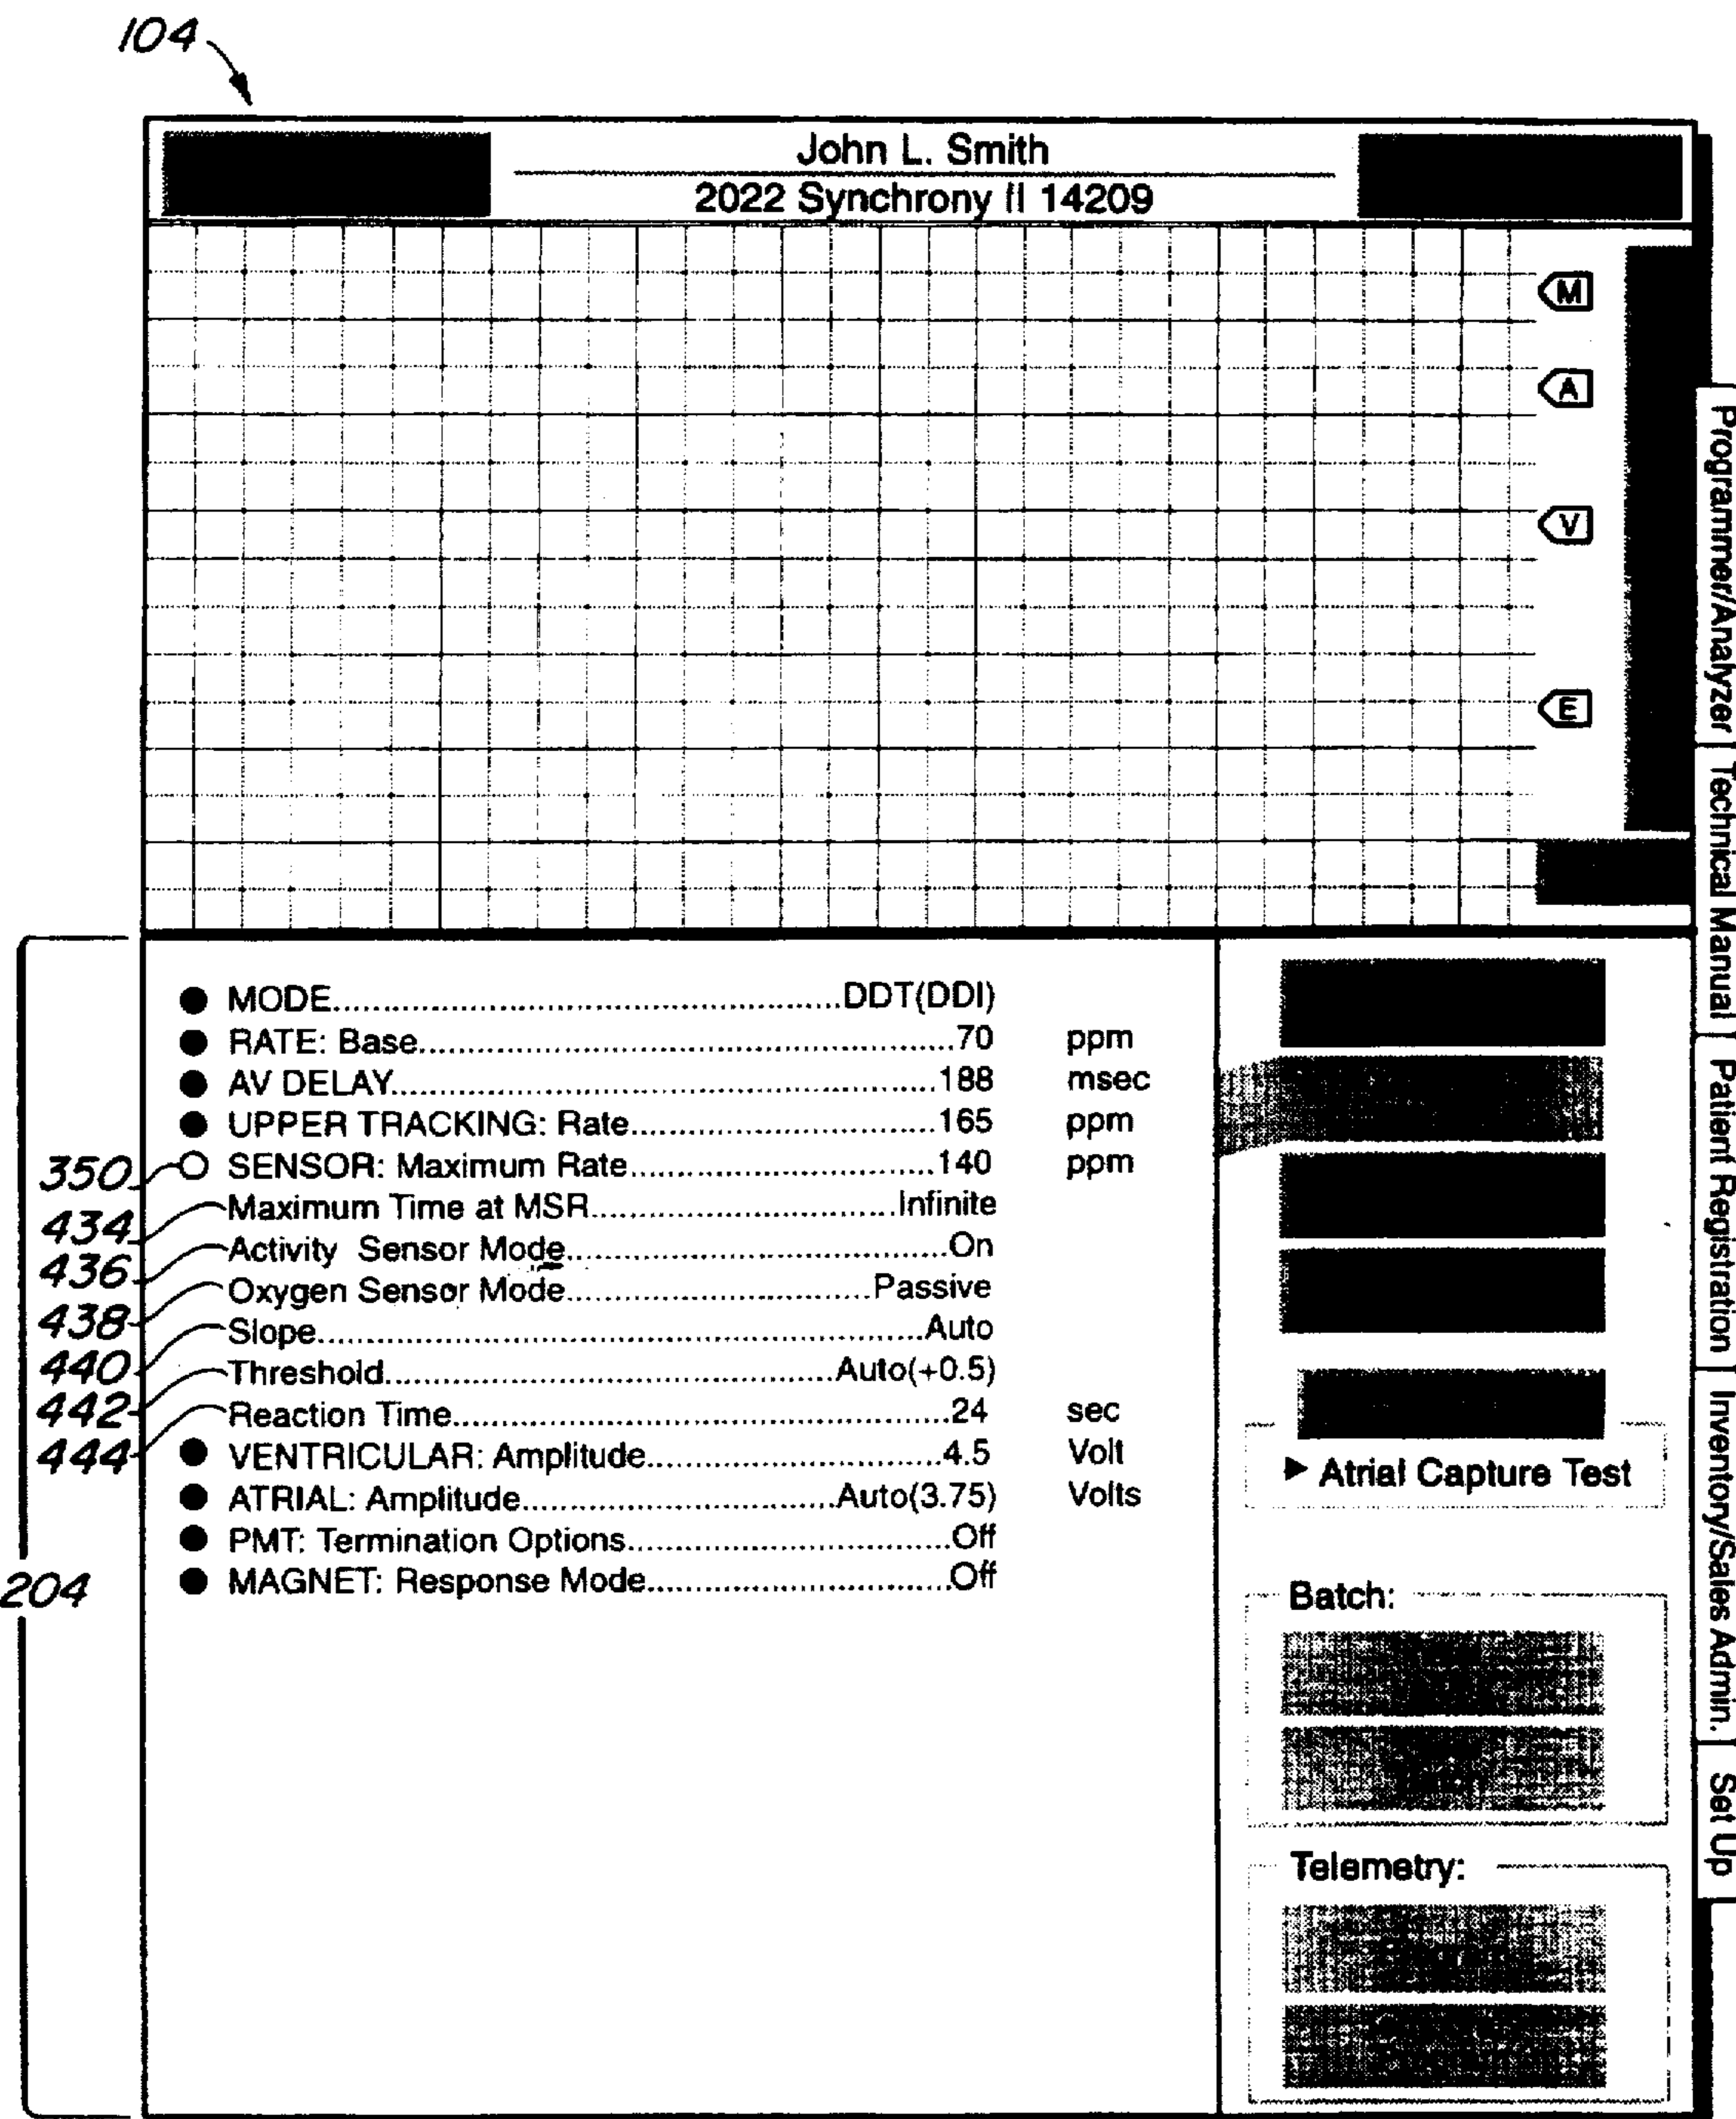 104
John L. Smith
2022 Synchrony II 14209
M
A
V
E
Programmer/Analyzer
Technical Manual
Patient Registration
Inventory/Sales Admin.
Set Up
MODE............................................DDT(DDI)
RATE: Base..............................................70 ppm
AV DELAY..............................................188 msec
UPPER TRACKING: Rate..........................165 ppm
350 SENSOR: Maximum Rate..........................140 ppm
434 Maximum Time at MSR..........................Infinite
436 Activity Sensor Mode................................On
438 Oxygen Sensor Mode..........................Passive
440 Slope....................................................Auto
442 Threshold.......................................Auto(+0.5)
444 Reaction Time..........................................24 sec
VENTRICULAR: Amplitude.........................4.5 Volt
ATRIAL: Amplitude...........................Auto(3.75) Volts
PMT: Termination Options............................Off
MAGNET: Response Mode..........................Off
204
Atrial Capture Test
Batch:
Telemetry: